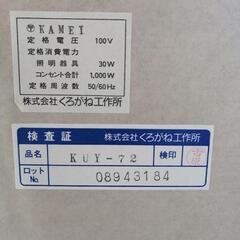 KAMEI
定格電圧 100V
定格消費電力
照明器具 30W
コンセント合計 1,000W
定格周波数 50/60Hz
株式会社くろがね工作所
検査証 株式会社くろがね工作所
品名 KUY-72 検印
ロットNo. 08943184